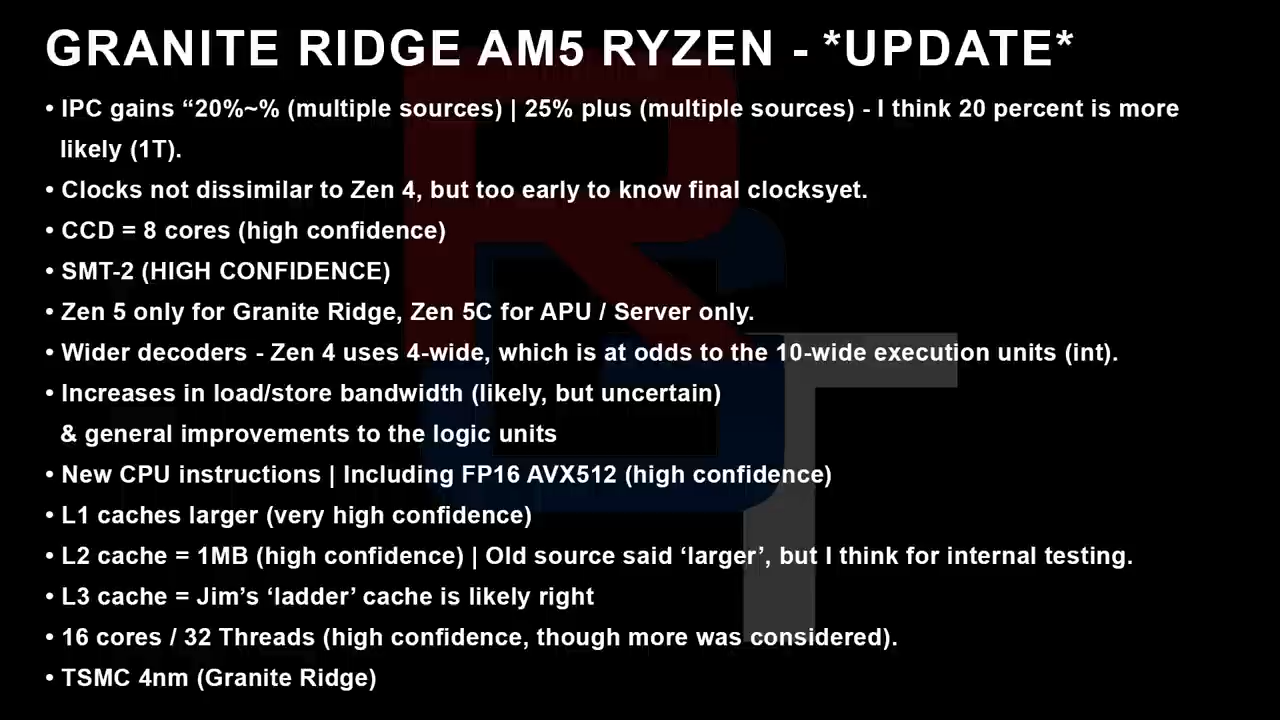 GRANITE RIDGE AM5 RYZEN - *UPDATE*
• IPC gains “20%~% (multiple sources) | 25% plus (multiple sources) - I think 20 percent is more
likely (1T).
• Clocks not dissimilar to Zen 4, but too early to know final clocksyet.
• CCD = 8 cores (high confidence)
• SMT-2 (HIGH CONFIDENCE)
• Zen 5 only for Granite Ridge, Zen 5C for APU / Server only.
• Wider decoders - Zen 4 uses 4-wide, which is at odds to the 10-wide execution units (int).
• Increases in load/store bandwidth (likely, but uncertain)
& general improvements to the logic units
• New CPU instructions | Including FP16 AVX512 (high confidence)
• L1 caches larger (very high confidence)
• L2 cache = 1MB (high confidence) | Old source said ‘larger’, but I think for internal testing.
• L3 cache = Jim’s ‘ladder’ cache is likely right
• 16 cores / 32 Threads (high confidence, though more was considered).
• TSMC 4nm (Granite Ridge)
RGT